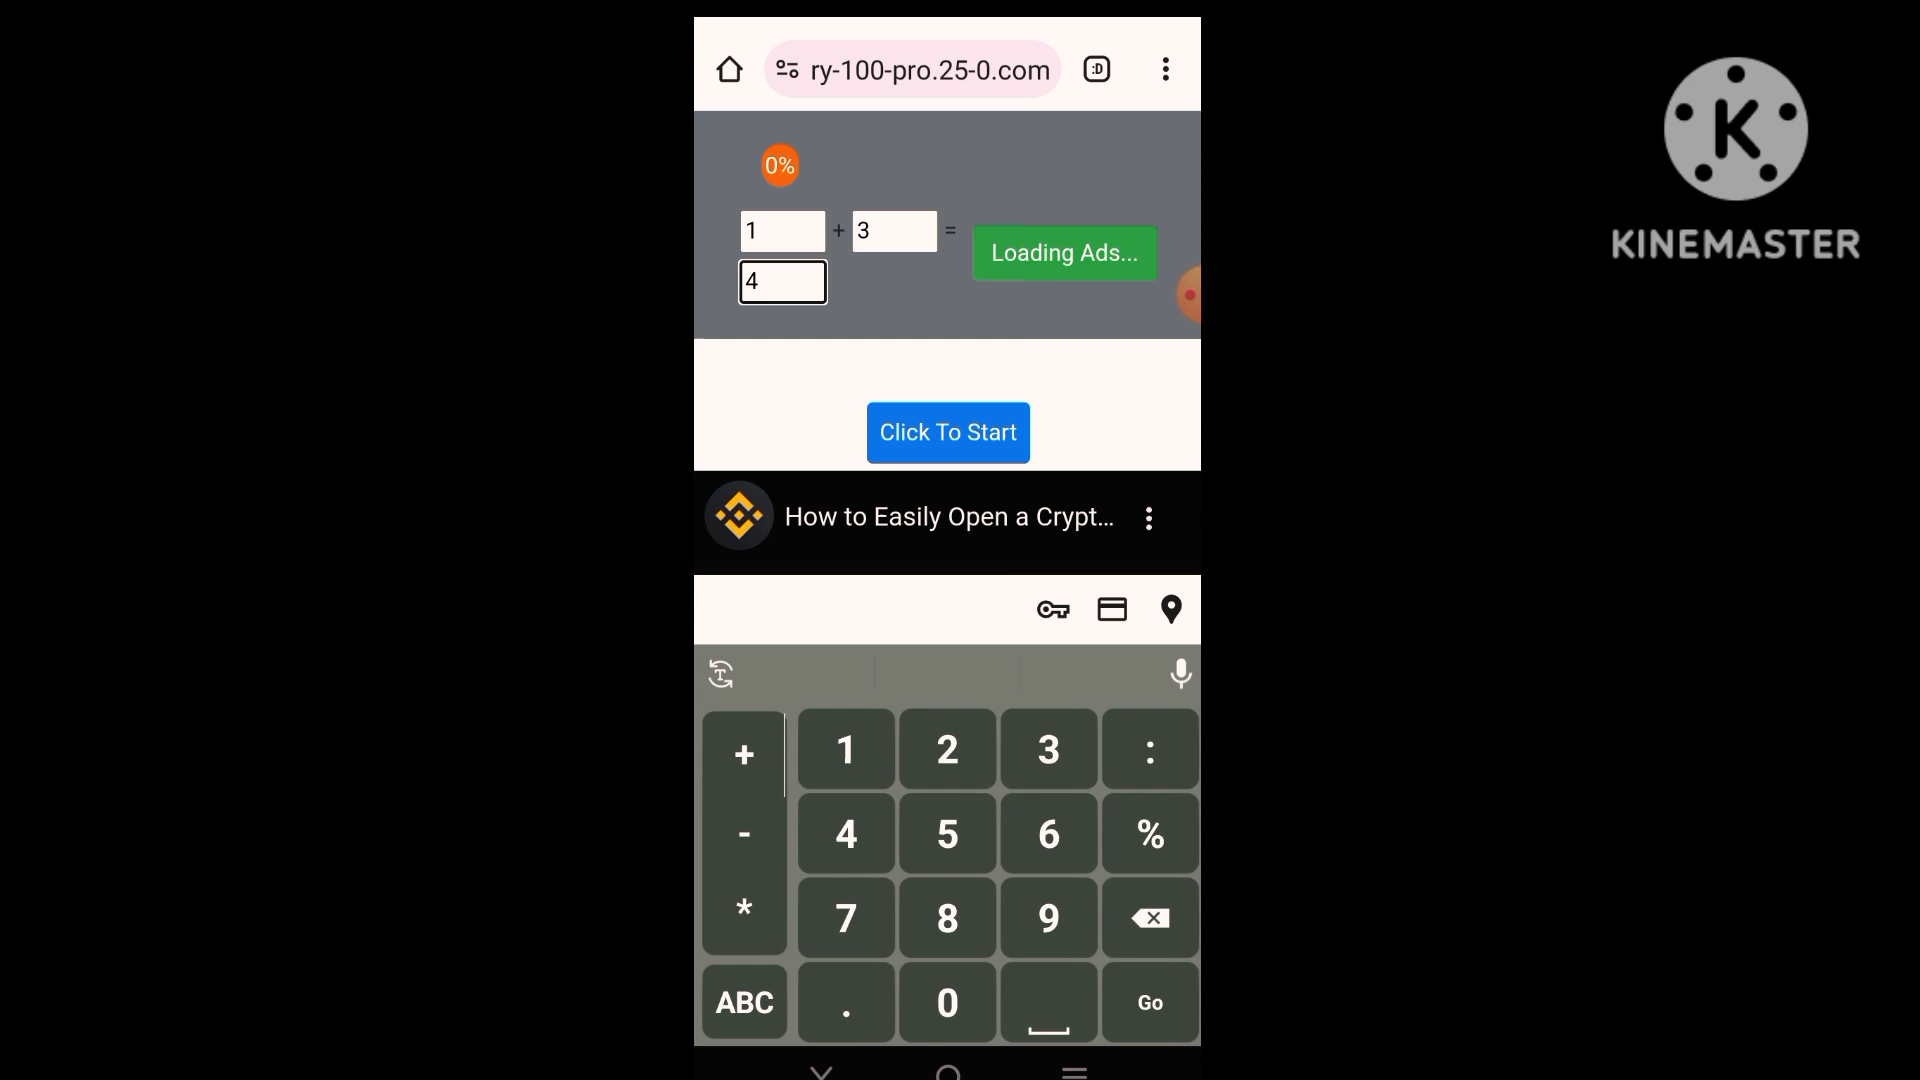 ry-100-pro.25-0.com
:D
K
KINEMASTER
0%
1 + 3 =
Loading Ads...
4
Click To Start
How to Easily Open a Crypt...
T
+ 1 2 3 :
- 4 5 6 %
* 7 8 9
ABC . 0 Go